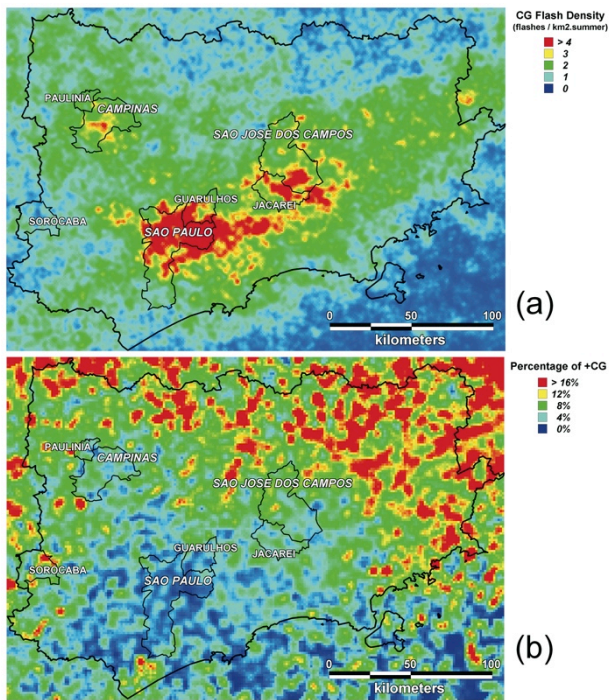 CG Flash Density
(flashes / km2.summer)
> 4
3
2
1
0
PAULINIA
CAMPINAS
SAO JOSE DOS CAMPOS
GUARULHOS
JACAREI
SOROCABA
SAO PAULO
0 50 100
kilometers
(a)
Percentage of +CG
> 16%
12%
8%
4%
0%
PAULINIA
CAMPINAS
SAO JOSE DOS CAMPOS
GUARULHOS
JACAREI
SOROCABA
SAO PAULO
0 50 100
kilometers
(b)